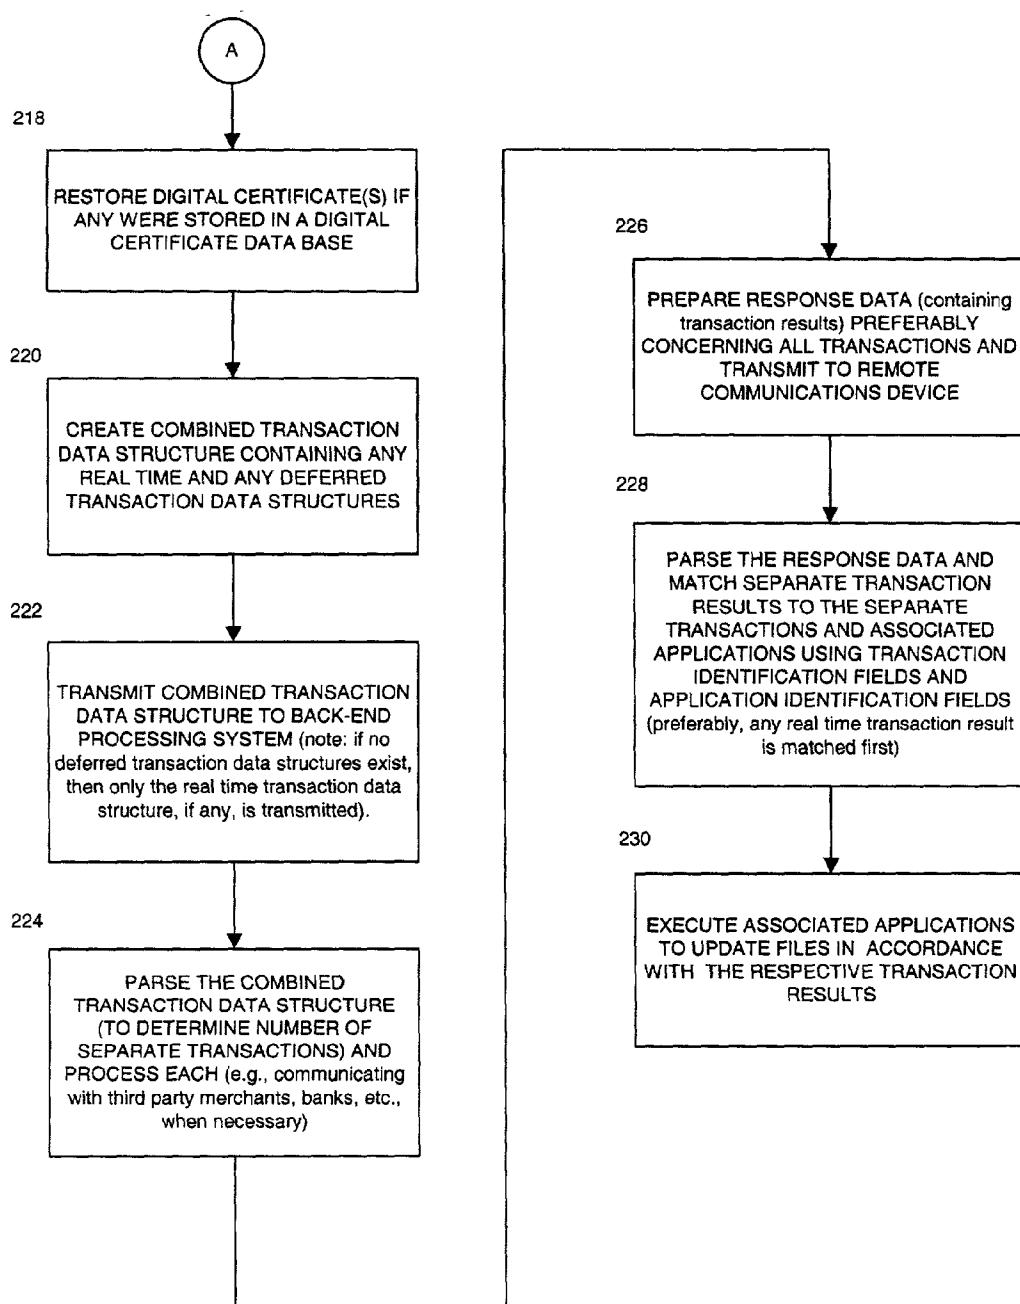 A
218
RESTORE DIGITAL CERTIFICATE(S) IF
ANY WERE STORED IN A DIGITAL
CERTIFICATE DATA BASE
220
CREATE COMBINED TRANSACTION
DATA STRUCTURE CONTAINING ANY
REAL TIME AND ANY DEFERRED
TRANSACTION DATA STRUCTURES
222
TRANSMIT COMBINED TRANSACTION
DATA STRUCTURE TO BACK-END
PROCESSING SYSTEM (note: if no
deferred transaction data structures exist,
then only the real time transaction data
structure, if any, is transmitted).
224
PARSE THE COMBINED
TRANSACTION DATA STRUCTURE
(TO DETERMINE NUMBER OF
SEPARATE TRANSACTIONS) AND
PROCESS EACH (e.g., communicating
with third party merchants, banks, etc.,
when necessary)
226
PREPARE RESPONSE DATA (containing
transaction results) PREFERABLY
CONCERNING ALL TRANSACTIONS AND
TRANSMIT TO REMOTE
COMMUNICATIONS DEVICE
228
PARSE THE RESPONSE DATA AND
MATCH SEPARATE TRANSACTION
RESULTS TO THE SEPARATE
TRANSACTIONS AND ASSOCIATED
APPLICATIONS USING TRANSACTION
IDENTIFICATION FIELDS AND
APPLICATION IDENTIFICATION FIELDS
(preferably, any real time transaction result
is matched first)
230
EXECUTE ASSOCIATED APPLICATIONS
TO UPDATE FILES IN ACCORDANCE
WITH THE RESPECTIVE TRANSACTION
RESULTS